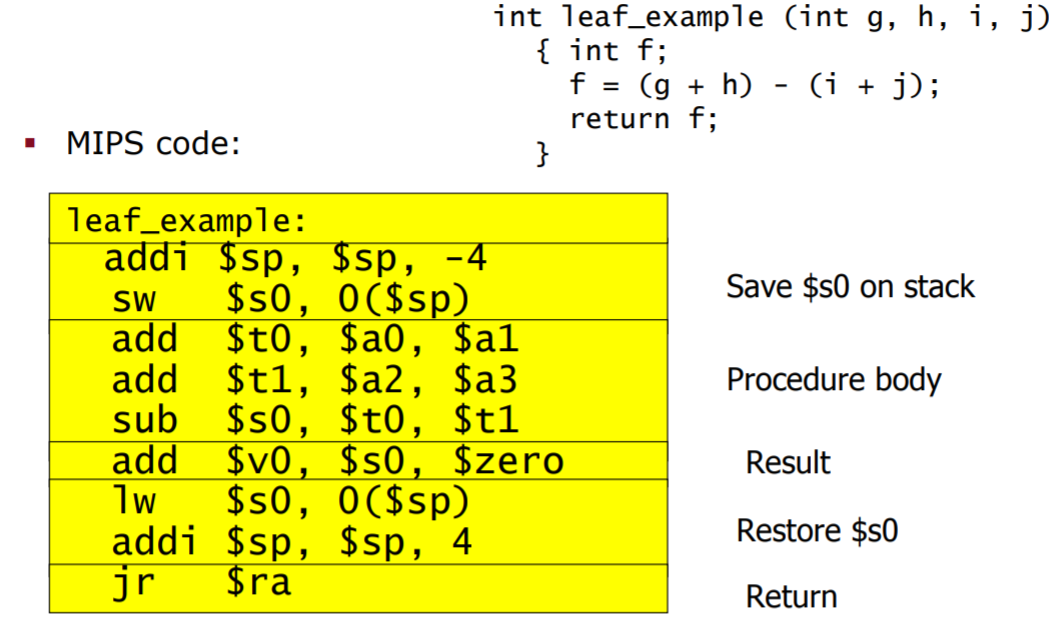 int leaf_example (int g, h, i, j)
{ int f;
f = (g + h) - (i + j);
return f;
}
▪ MIPS code:
leaf_example:
addi $sp, $sp, -4
sw $s0, 0($sp)
Save $s0 on stack
add $t0, $a0, $a1
add $t1, $a2, $a3
sub $s0, $t0, $t1
Procedure body
add $v0, $s0, $zero
Result
lw $s0, 0($sp)
addi $sp, $sp, 4
Restore $s0
jr $ra
Return